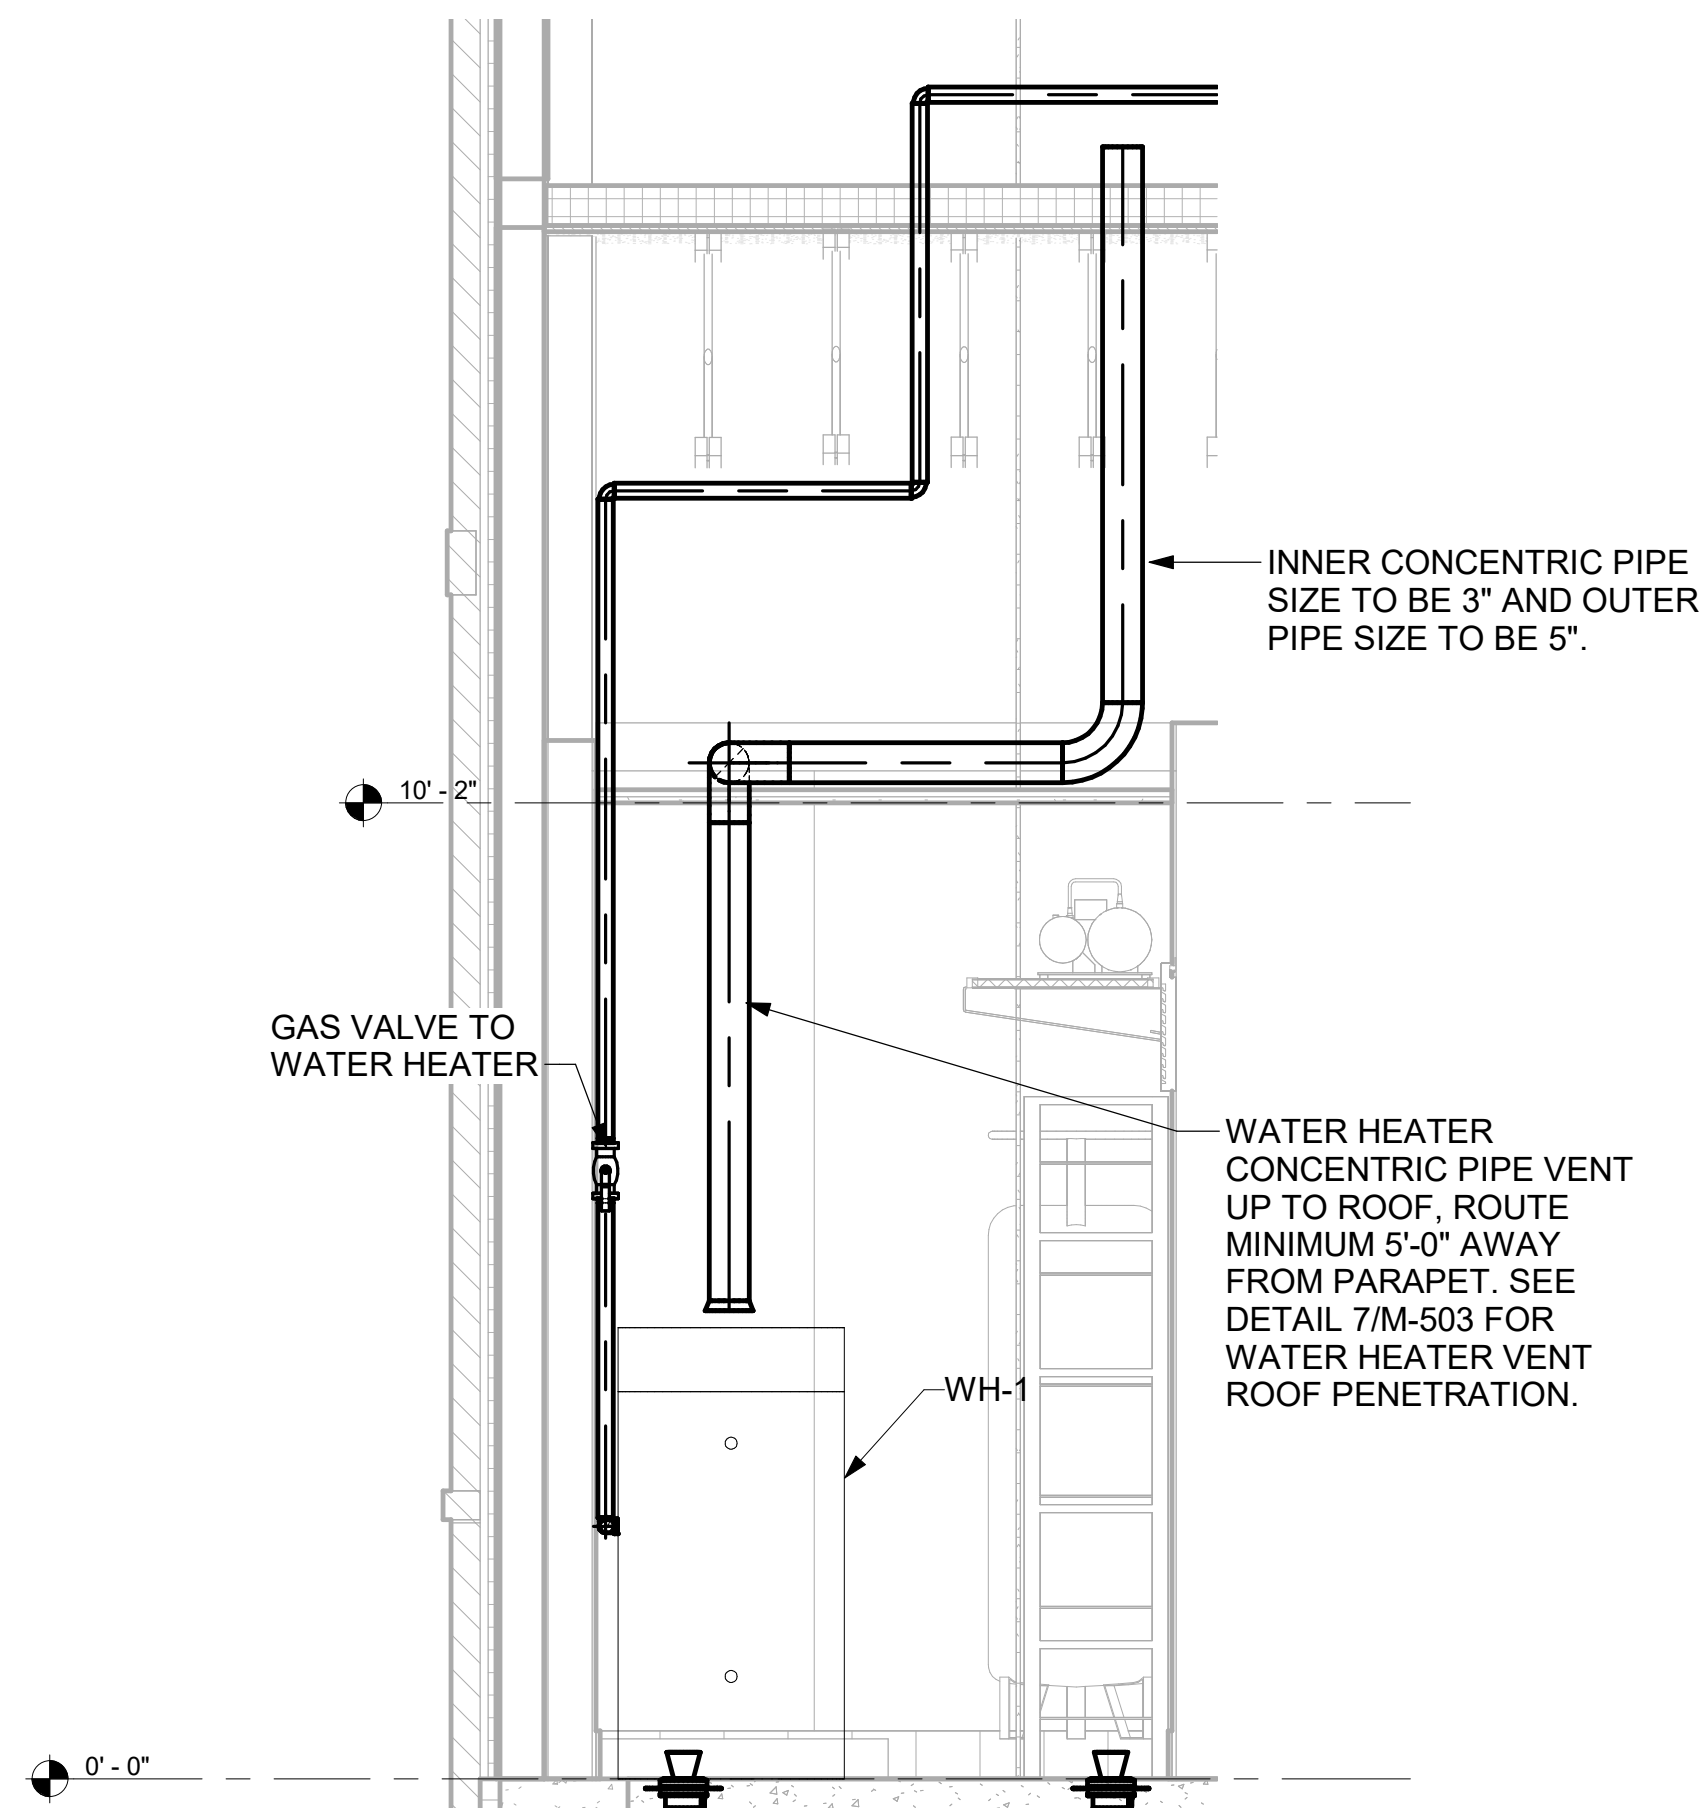 INNER CONCENTRIC PIPE
SIZE TO BE 3" AND OUTER
PIPE SIZE TO BE 5".
10' - 2"
GAS VALVE TO
WATER HEATER
WATER HEATER
CONCENTRIC PIPE VENT
UP TO ROOF, ROUTE
MINIMUM 5'-0" AWAY
FROM PARAPET. SEE
DETAIL 7/M-503 FOR
WATER HEATER VENT
ROOF PENETRATION.
WH-1
0' - 0"